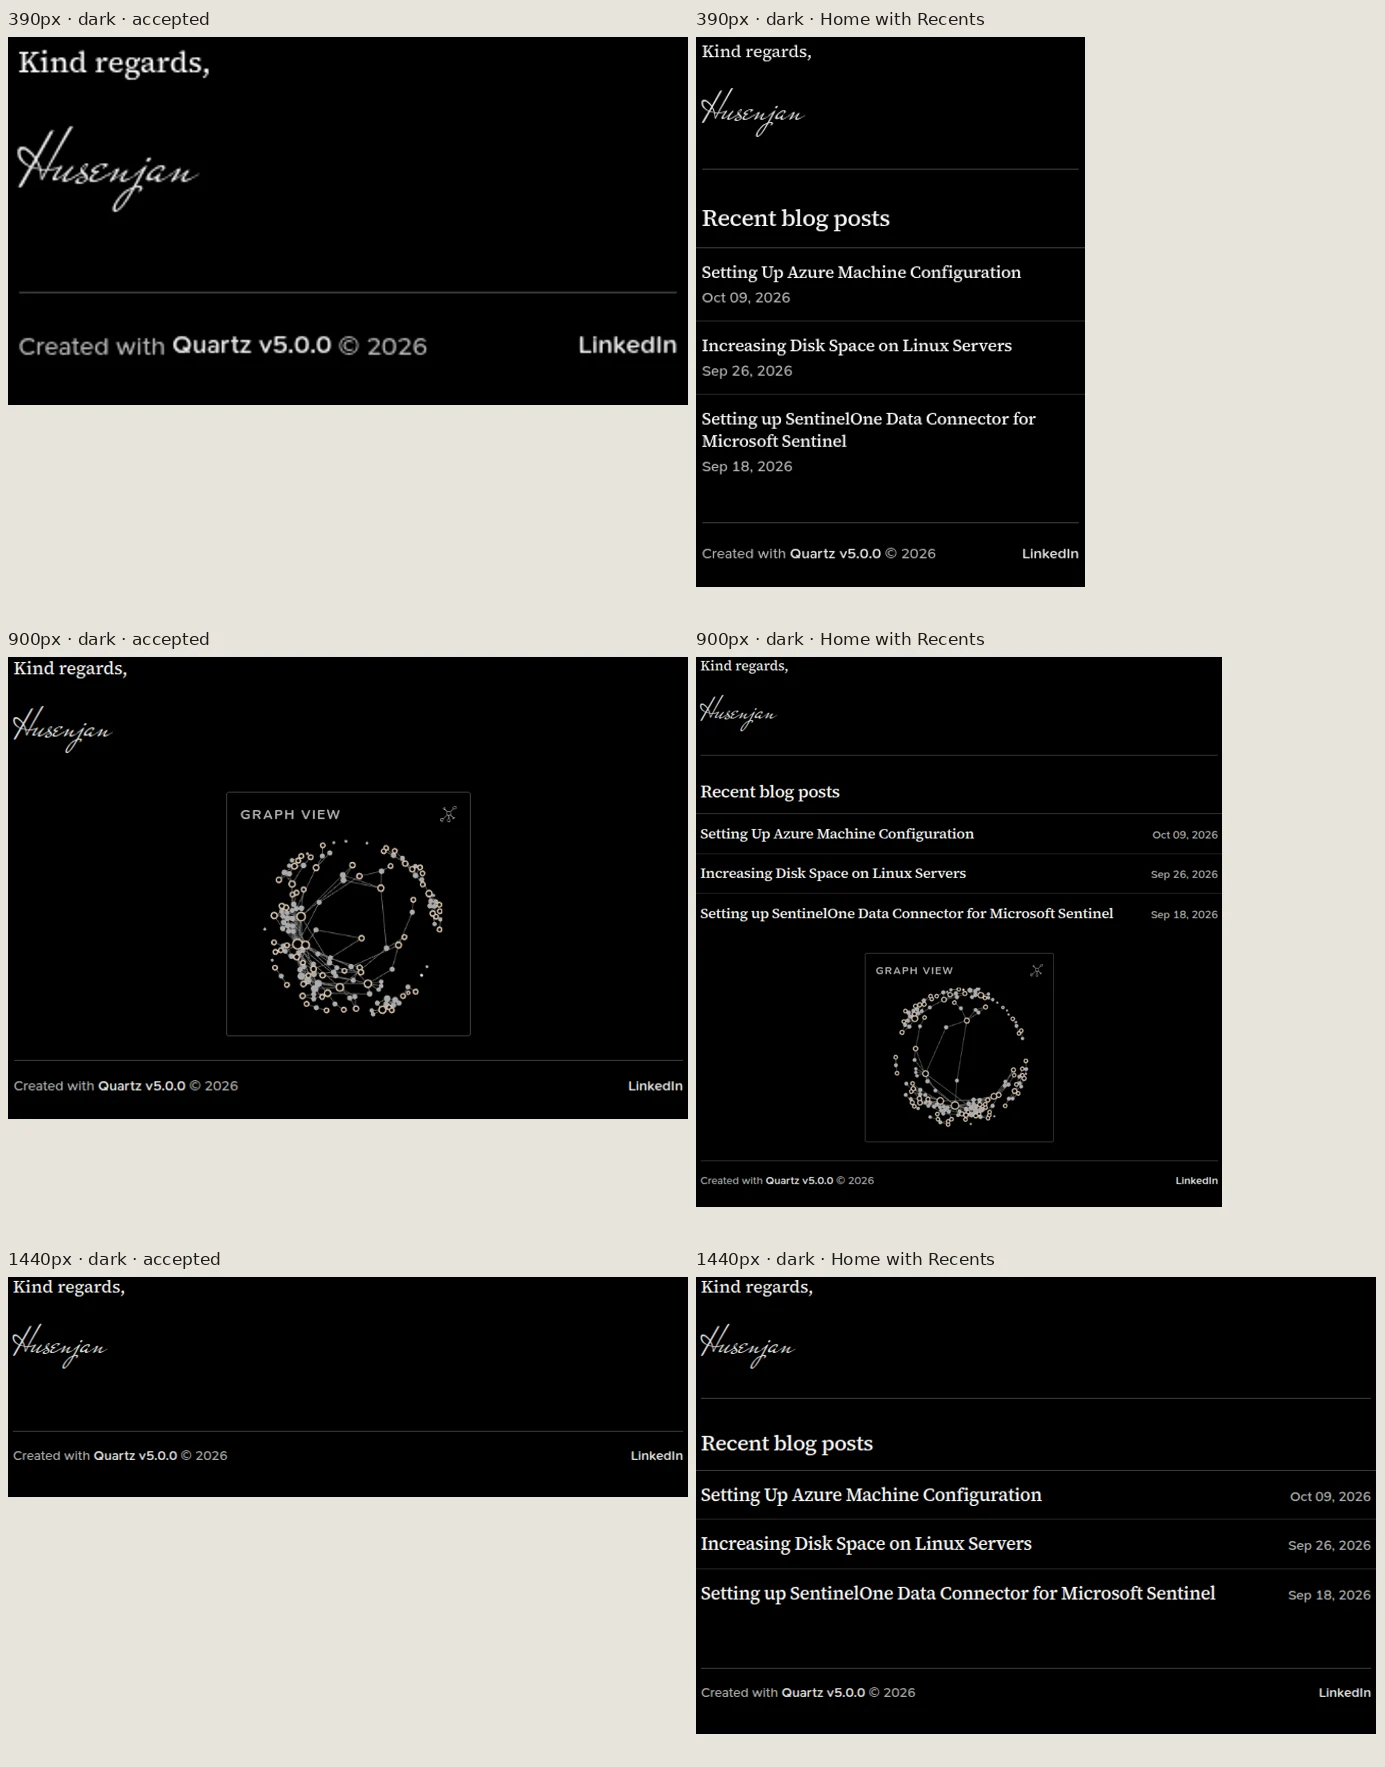 390px · dark · accepted
Kind regards,
Husenjan
Created with Quartz v5.0.0 © 2026
LinkedIn
390px · dark · Home with Recents
Kind regards,
Husenjan
Recent blog posts
Setting Up Azure Machine Configuration
Oct 09, 2026
Increasing Disk Space on Linux Servers
Sep 26, 2026
Setting up SentinelOne Data Connector for
Microsoft Sentinel
Sep 18, 2026
Created with Quartz v5.0.0 © 2026
LinkedIn
900px · dark · accepted
Kind regards,
Husenjan
GRAPH VIEW
Created with Quartz v5.0.0 © 2026
LinkedIn
900px · dark · Home with Recents
Kind regards,
Husenjan
Recent blog posts
Setting Up Azure Machine Configuration
Oct 09, 2026
Increasing Disk Space on Linux Servers
Sep 26, 2026
Setting up SentinelOne Data Connector for Microsoft Sentinel
Sep 18, 2026
GRAPH VIEW
Created with Quartz v5.0.0 © 2026
LinkedIn
1440px · dark · accepted
Kind regards,
Husenjan
Created with Quartz v5.0.0 © 2026
LinkedIn
1440px · dark · Home with Recents
Kind regards,
Husenjan
Recent blog posts
Setting Up Azure Machine Configuration
Oct 09, 2026
Increasing Disk Space on Linux Servers
Sep 26, 2026
Setting up SentinelOne Data Connector for Microsoft Sentinel
Sep 18, 2026
Created with Quartz v5.0.0 © 2026
LinkedIn